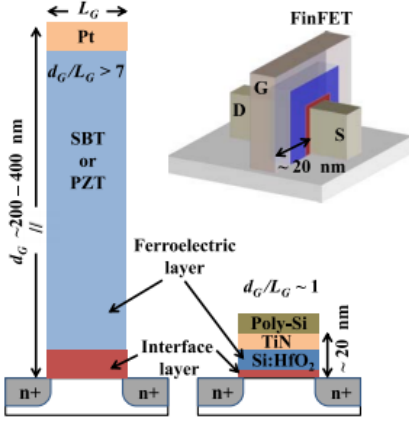 L_G
Pt
d_G/L_G > 7
SBT
or
PZT
d_G ~200–400 nm
//
Ferroelectric
layer
Interface
layer
n+
n+
FinFET
G
D
S
~ 20 nm
d_G/L_G ~ 1
Poly-Si
TiN
Si:HfO₂
~ 20 nm
n+
n+